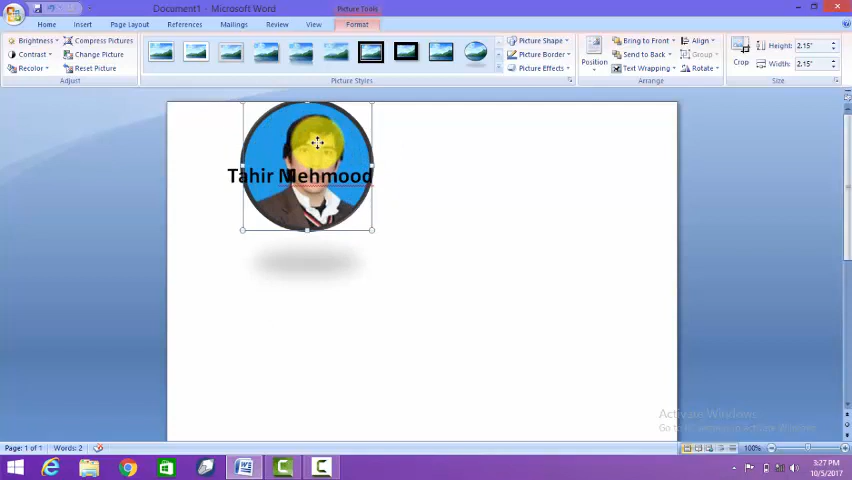 Document1 - Microsoft Word
Picture Tools
Home Insert Page Layout References Mailings Review View Format
Brightness Compress Pictures Picture Shape Bring to Front Align Height: 2.15"
Contrast Change Picture Picture Border Send to Back Group Width: 2.15"
Recolor Reset Picture Picture Effects Position Text Wrapping Rotate Crop
Adjust Picture Styles Arrange Size
Tahir Mehmood
Activate Windows
Page: 1 of 1 Words: 2 100%
3:27 PM
10/5/2017